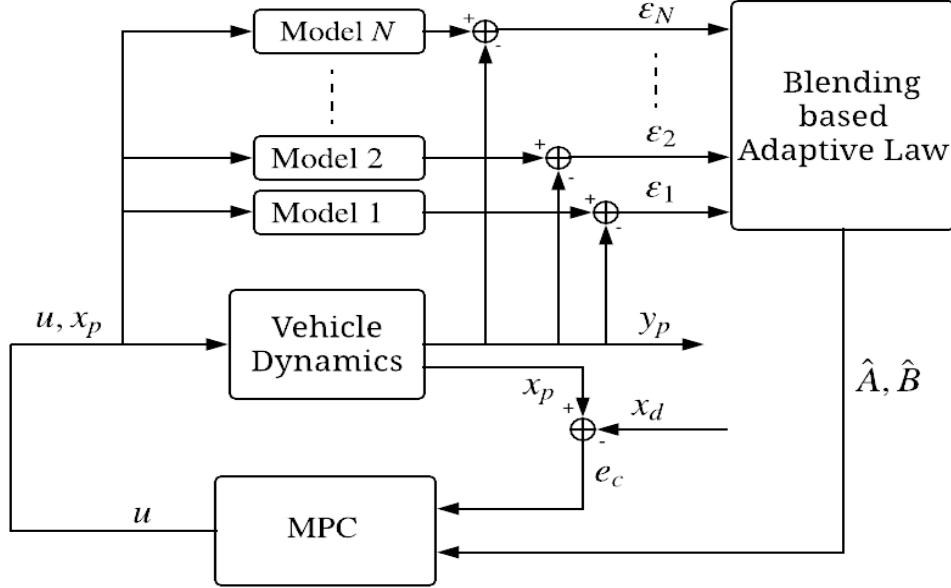 Model N
+
-
ε_N
Blending
based
Adaptive Law
Model 2
+
-
ε_2
Model 1
+
-
ε_1
u, x_p
Vehicle
Dynamics
y_p
x_p
+
-
x_d
Â, B̂
e_c
u
MPC